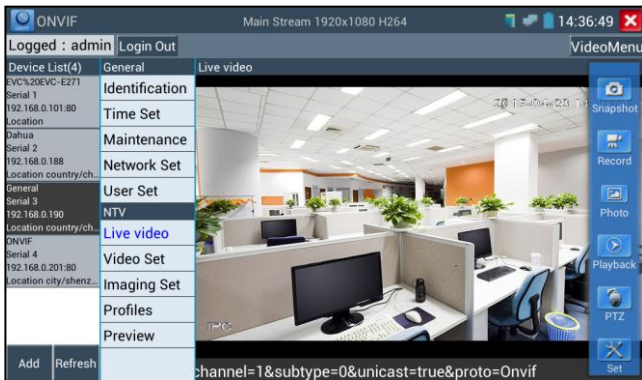 ONVIF
Main Stream 1920x1080 H264
14:36:49
Logged : admin
Login Out
VideoMenu
Device List(4)
EVC%20EVC-E271
Serial 1
192.168.0.101:80
Location
Dahua
Serial 2
192.168.0.188
Location country/ch...
General
Serial 3
192.168.0.190
Location country/ch...
ONVIF
Serial 4
192.168.0.201:80
Location city/shenz...
Add
Refresh
General
Identification
Time Set
Maintenance
Network Set
User Set
NTV
Live video
Video Set
Imaging Set
Profiles
Preview
Live video
IPC
channel=1&subtype=0&unicast=true&proto=Onvif
Snapshot
Record
Photo
Playback
PTZ
Set